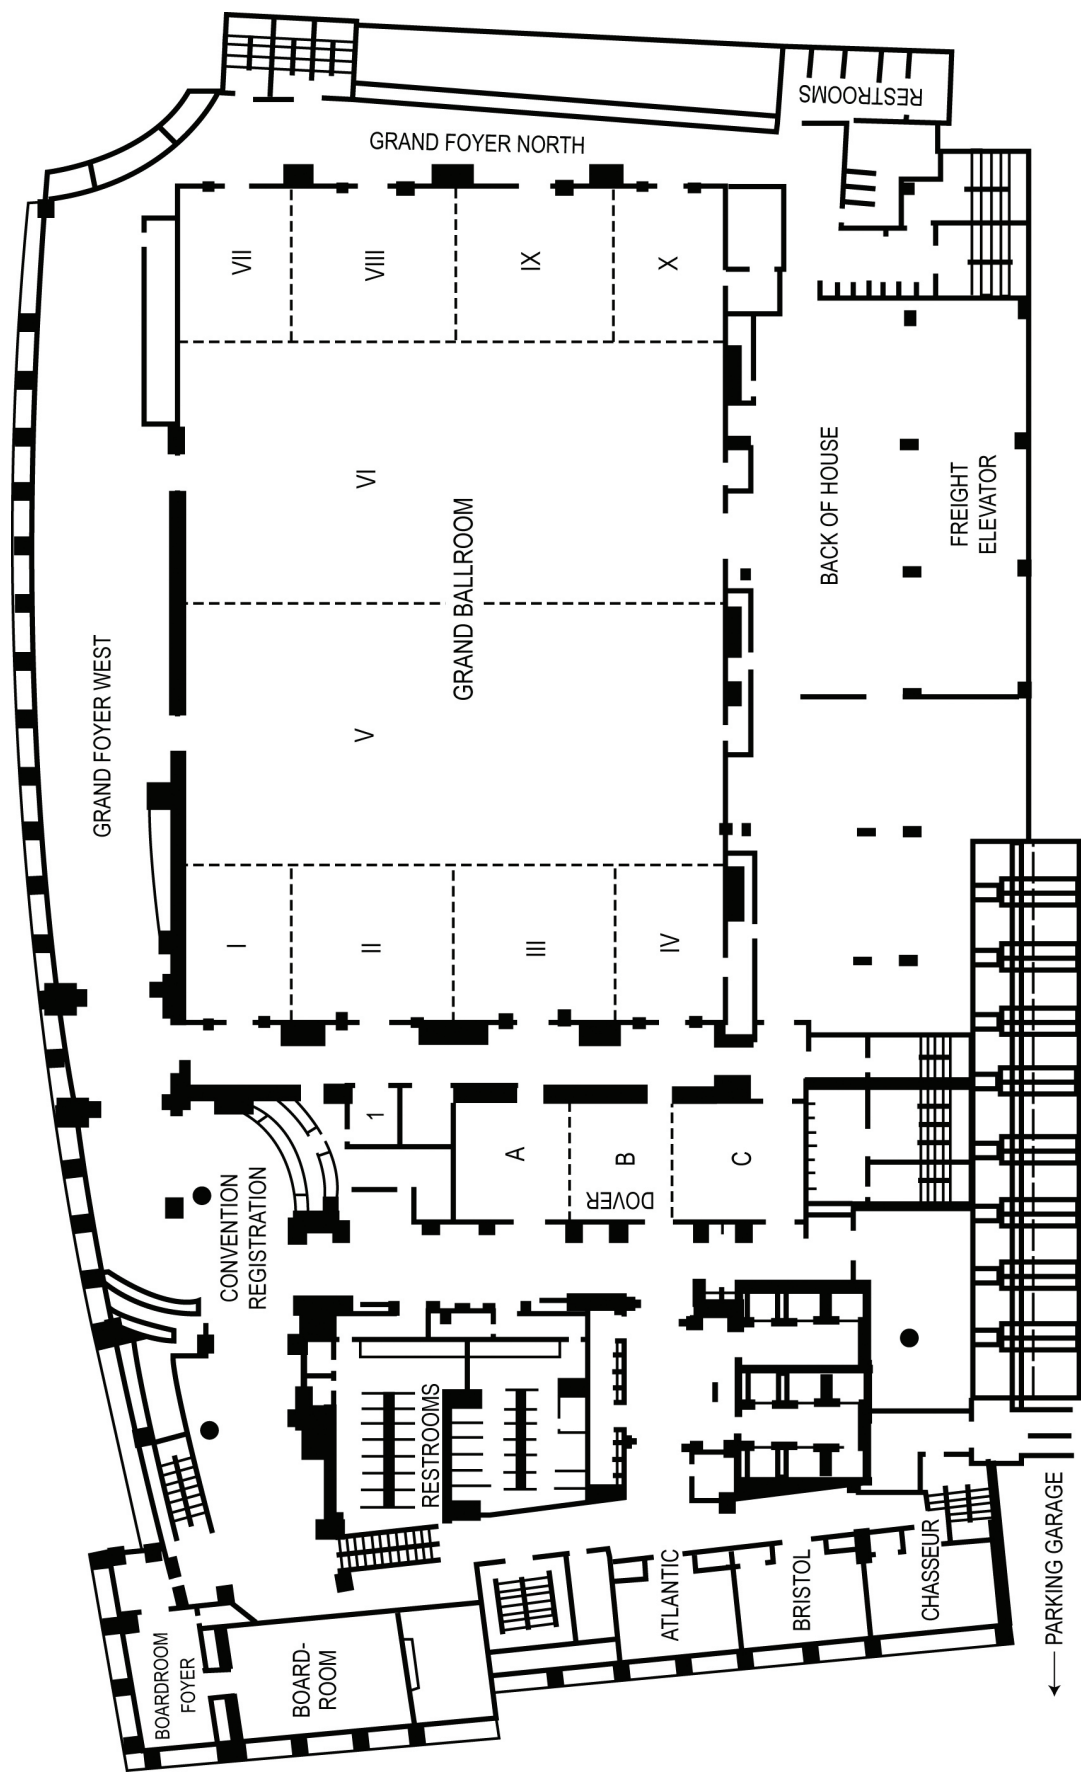 RESTROOMS
GRAND FOYER NORTH
VII
VIII
IX
X
VI
GRAND BALLROOM
V
GRAND FOYER WEST
BACK OF HOUSE
FREIGHT
ELEVATOR
I
II
III
IV
1
A
B
C
DOVER
CONVENTION
REGISTRATION
RESTROOMS
ATLANTIC
BRISTOL
CHASSEUR
PARKING GARAGE
BOARDROOM
FOYER
BOARD-
ROOM